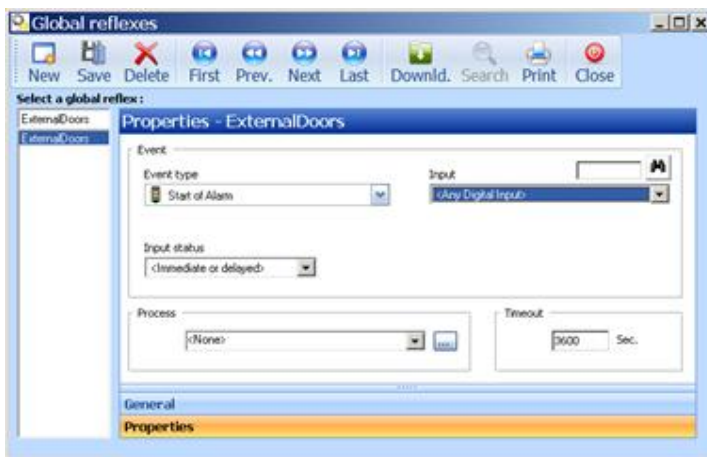 Global reflexes
New Save Delete First Prev. Next Last Downld. Search Print Close
Select a global reflex :
ExternalDoors
ExternalDoors
Properties - ExternalDoors
Event
Event type
Input
Start of Alarm
<Any Digital Input>
Input status
<Immediate or delayed>
Process
Timeout
<None>
...
3600 Sec.
General
Properties